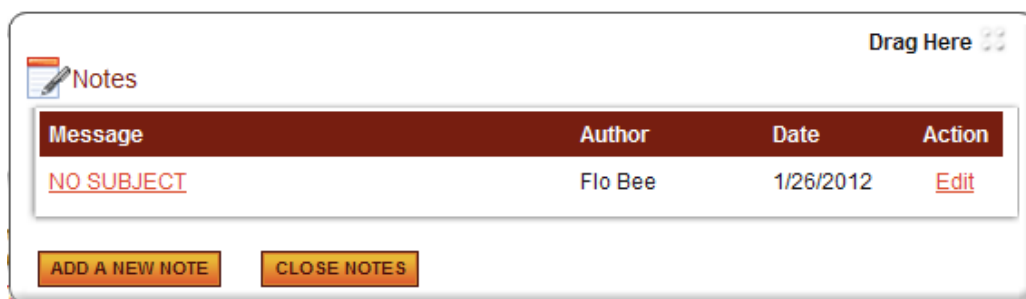 Drag Here
Notes
Message Author Date Action
NO SUBJECT Flo Bee 1/26/2012 Edit
ADD A NEW NOTE CLOSE NOTES